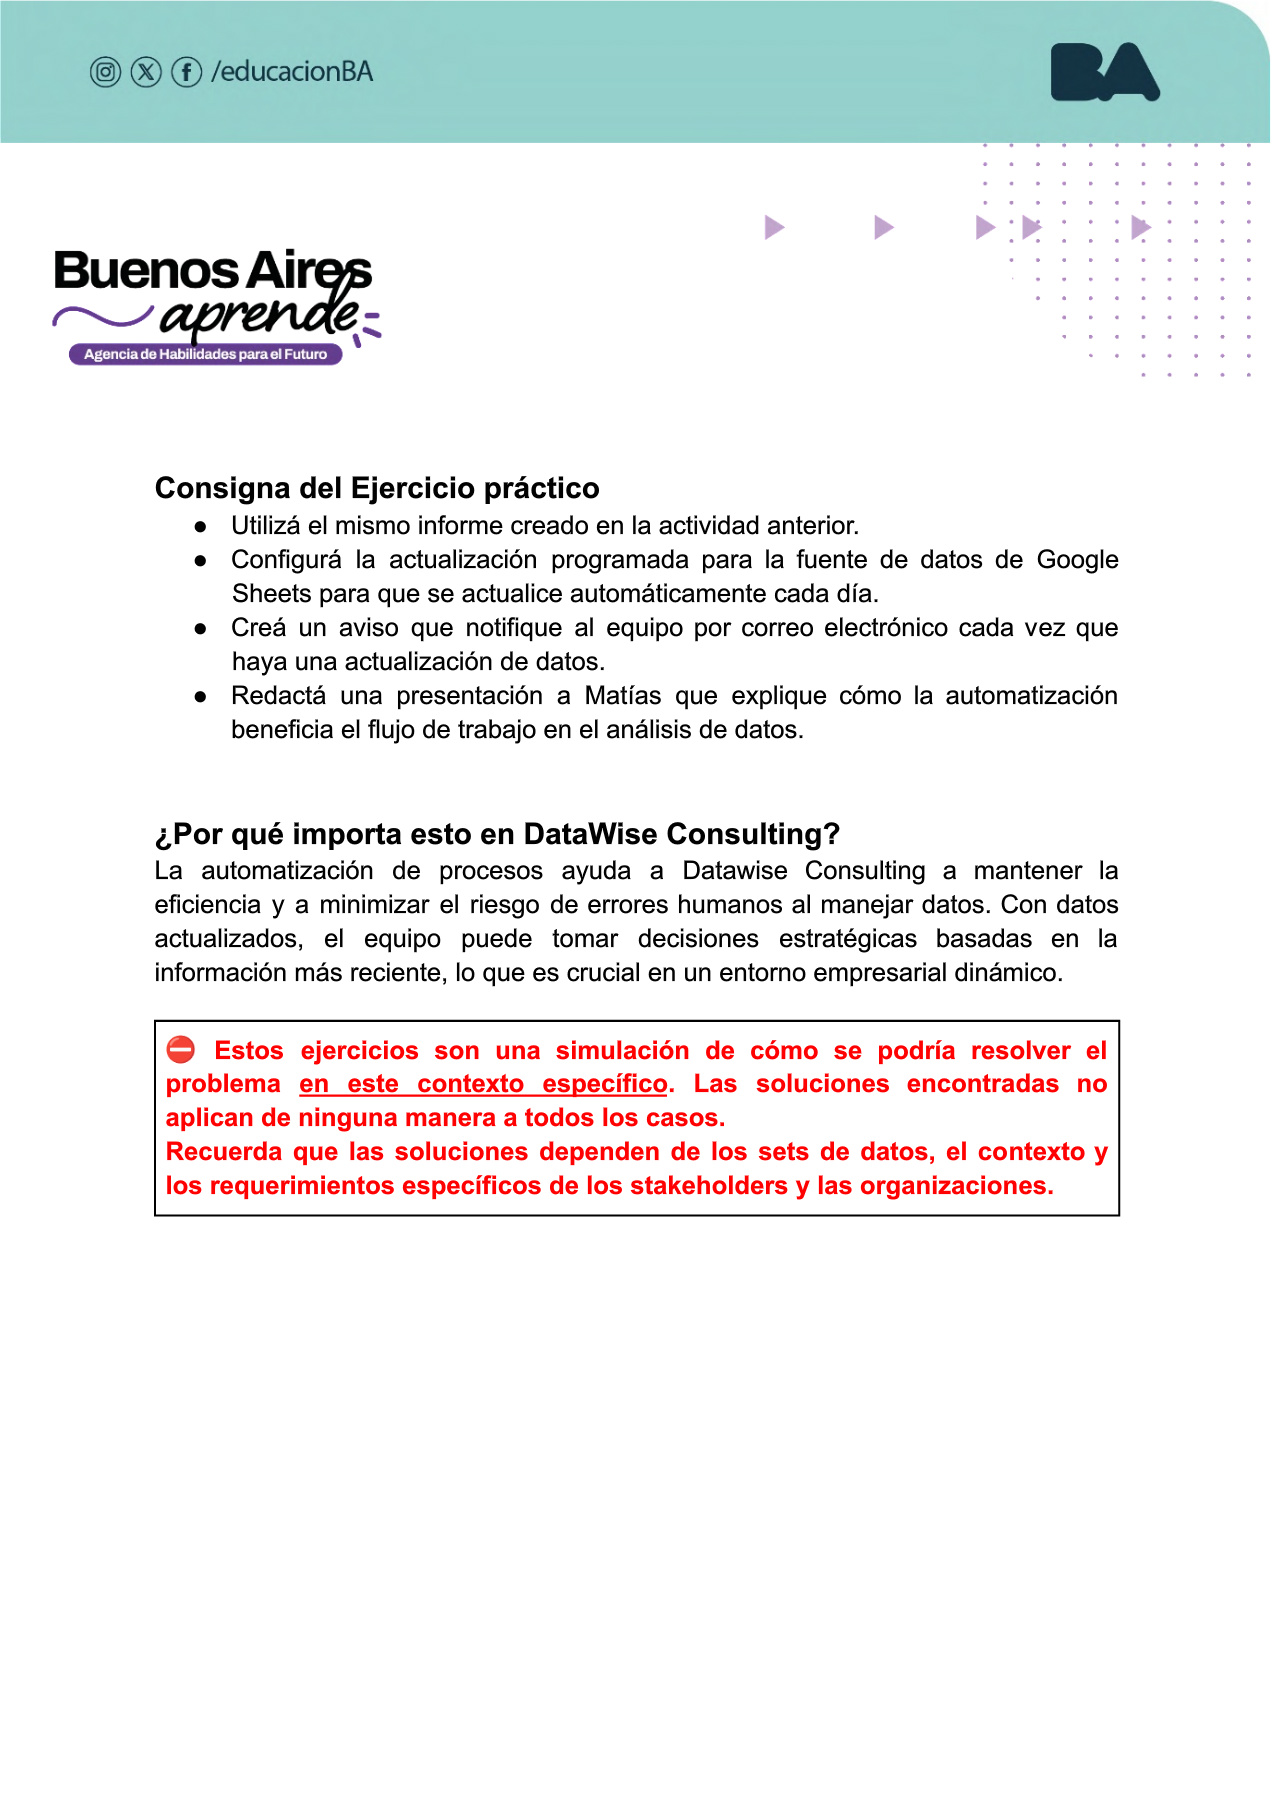 /educacionBA
BA
Buenos Aires
aprende
Agencia de Habilidades para el Futuro
Consigna del Ejercicio práctico
● Utilizá el mismo informe creado en la actividad anterior.
● Configurá la actualización programada para la fuente de datos de Google
Sheets para que se actualice automáticamente cada día.
● Creá un aviso que notifique al equipo por correo electrónico cada vez que
haya una actualización de datos.
● Redactá una presentación a Matías que explique cómo la automatización
beneficia el flujo de trabajo en el análisis de datos.
¿Por qué importa esto en DataWise Consulting?
La automatización de procesos ayuda a Datawise Consulting a mantener la
eficiencia y a minimizar el riesgo de errores humanos al manejar datos. Con datos
actualizados, el equipo puede tomar decisiones estratégicas basadas en la
información más reciente, lo que es crucial en un entorno empresarial dinámico.
⛔ Estos ejercicios son una simulación de cómo se podría resolver el
problema en este contexto específico. Las soluciones encontradas no
aplican de ninguna manera a todos los casos.
Recuerda que las soluciones dependen de los sets de datos, el contexto y
los requerimientos específicos de los stakeholders y las organizaciones.